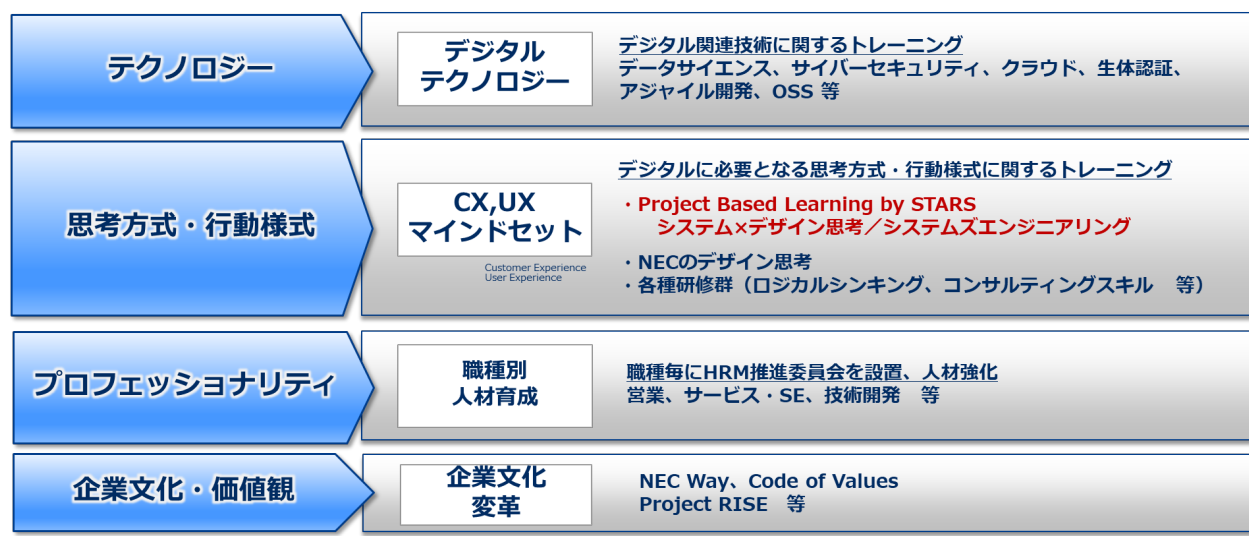 テクノロジー
デジタル
テクノロジー
デジタル関連技術に関するトレーニング
データサイエンス、サイバーセキュリティ、クラウド、生体認証、
アジャイル開発、OSS 等
思考方式・行動様式
CX,UX
マインドセット
Customer Experience
User Experience
デジタルに必要となる思考方式・行動様式に関するトレーニング
・Project Based Learning by STARS
システム×デザイン思考／システムズエンジニアリング
・NECのデザイン思考
・各種研修群（ロジカルシンキング、コンサルティングスキル　等）
プロフェッショナリティ
職種別
人材育成
職種毎にHRM推進委員会を設置、人材強化
営業、サービス・SE、技術開発　等
企業文化・価値観
企業文化
変革
NEC Way、Code of Values
Project RISE　等